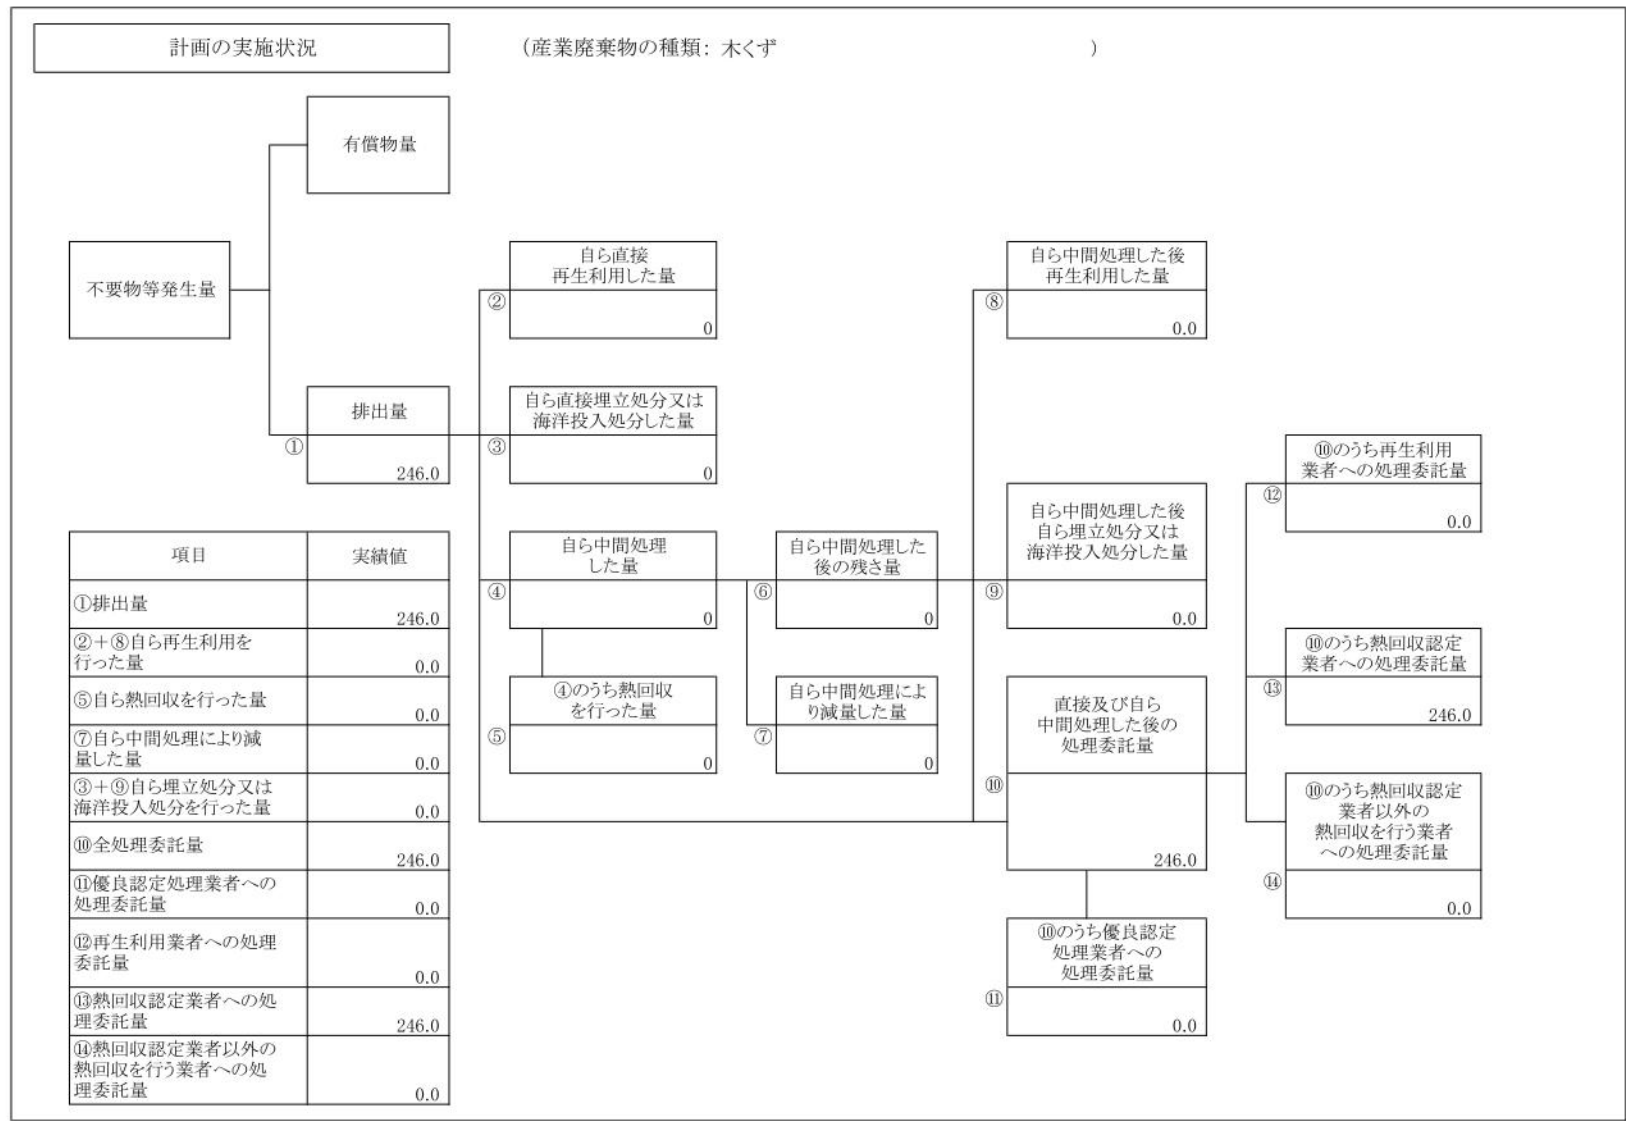 計画の実施状況
（産業廃棄物の種類：木くず　　　）
有償物量
不要物等発生量
自ら直接
再生利用した量
②
0
自ら中間処理した後
再生利用した量
⑧
0.0
排出量
①
246.0
自ら直接埋立処分又は
海洋投入処分した量
③
0
⑩のうち再生利用
業者への処理委託量
⑫
0.0
自ら中間処理した後
自ら埋立処分又は
海洋投入処分した量
⑨
0.0
自ら中間処理
した量
④
0
自ら中間処理した
後の残さ量
⑥
0
⑩のうち熱回収認定
業者への処理委託量
⑬
246.0
④のうち熱回収
を行った量
⑤
0
自ら中間処理によ
り減量した量
⑦
0
直接及び自ら
中間処理した後の
処理委託量
⑩
246.0
⑩のうち熱回収認定
業者以外の
熱回収を行う業者
への処理委託量
⑭
0.0
⑩のうち優良認定
処理業者への
処理委託量
⑪
0.0
項目
実績値
①排出量
246.0
②＋⑧自ら再生利用を
行った量
0.0
⑤自ら熱回収を行った量
0.0
⑦自ら中間処理により減
量した量
0.0
③＋⑨自ら埋立処分又は
海洋投入処分を行った量
0.0
⑩全処理委託量
246.0
⑪優良認定処理業者への
処理委託量
0.0
⑫再生利用業者への処理
委託量
0.0
⑬熱回収認定業者への処
理委託量
246.0
⑭熱回収認定業者以外の
熱回収を行う業者への処
理委託量
0.0